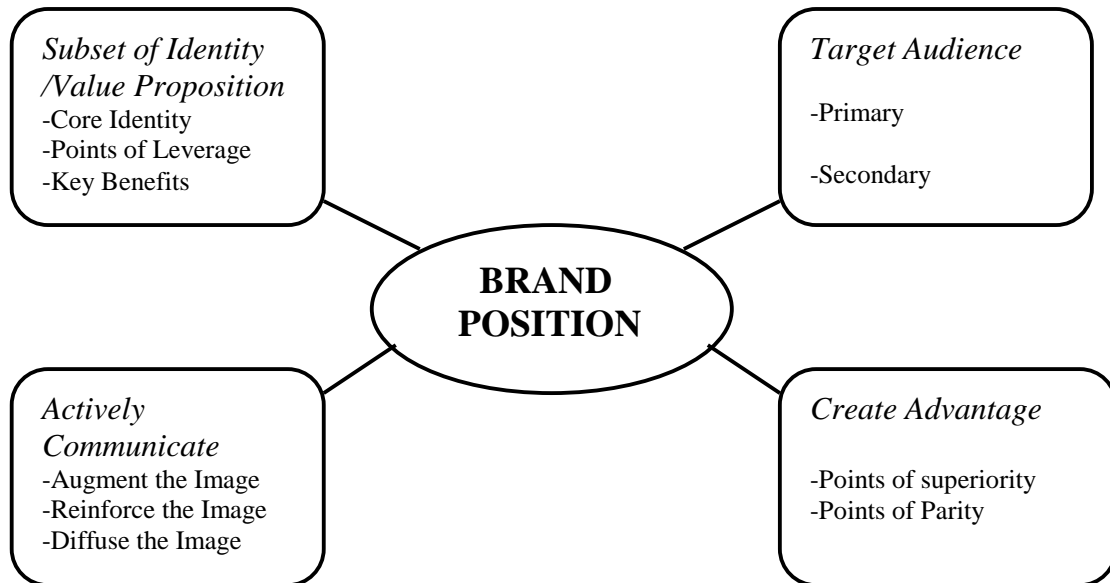 Subset of Identity
/Value Proposition
-Core Identity
-Points of Leverage
-Key Benefits
Target Audience
-Primary
-Secondary
BRAND
POSITION
Actively
Communicate
-Augment the Image
-Reinforce the Image
-Diffuse the Image
Create Advantage
-Points of superiority
-Points of Parity